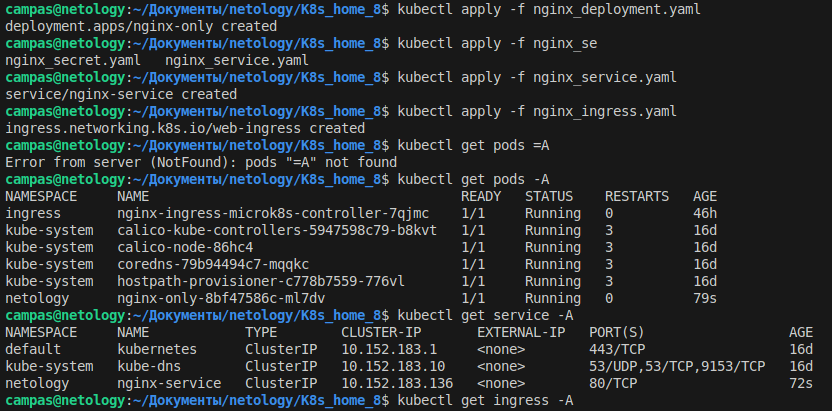 campas@netology:~/Документы/netology/K8s_home_8$ kubectl apply -f nginx_deployment.yaml
deployment.apps/nginx-only created
campas@netology:~/Документы/netology/K8s_home_8$ kubectl apply -f nginx_se
nginx_secret.yaml   nginx_service.yaml
campas@netology:~/Документы/netology/K8s_home_8$ kubectl apply -f nginx_service.yaml
service/nginx-service created
campas@netology:~/Документы/netology/K8s_home_8$ kubectl apply -f nginx_ingress.yaml
ingress.networking.k8s.io/web-ingress created
campas@netology:~/Документы/netology/K8s_home_8$ kubectl get pods =A
Error from server (NotFound): pods "=A" not found
campas@netology:~/Документы/netology/K8s_home_8$ kubectl get pods -A
NAMESPACE     NAME                                       READY   STATUS    RESTARTS   AGE
ingress       nginx-ingress-microk8s-controller-7qjmc    1/1     Running   0          46h
kube-system   calico-kube-controllers-5947598c79-b8kvt   1/1     Running   3          16d
kube-system   calico-node-86hc4                          1/1     Running   3          16d
kube-system   coredns-79b94494c7-mqqkc                   1/1     Running   3          16d
kube-system   hostpath-provisioner-c778b7559-776vl       1/1     Running   3          16d
netology      nginx-only-8bf47586c-ml7dv                 1/1     Running   0          79s
campas@netology:~/Документы/netology/K8s_home_8$ kubectl get service -A
NAMESPACE     NAME            TYPE        CLUSTER-IP       EXTERNAL-IP   PORT(S)                  AGE
default       kubernetes      ClusterIP   10.152.183.1     <none>        443/TCP                  16d
kube-system   kube-dns        ClusterIP   10.152.183.10    <none>        53/UDP,53/TCP,9153/TCP   16d
netology      nginx-service   ClusterIP   10.152.183.136   <none>        80/TCP                   72s
campas@netology:~/Документы/netology/K8s_home_8$ kubectl get ingress -A